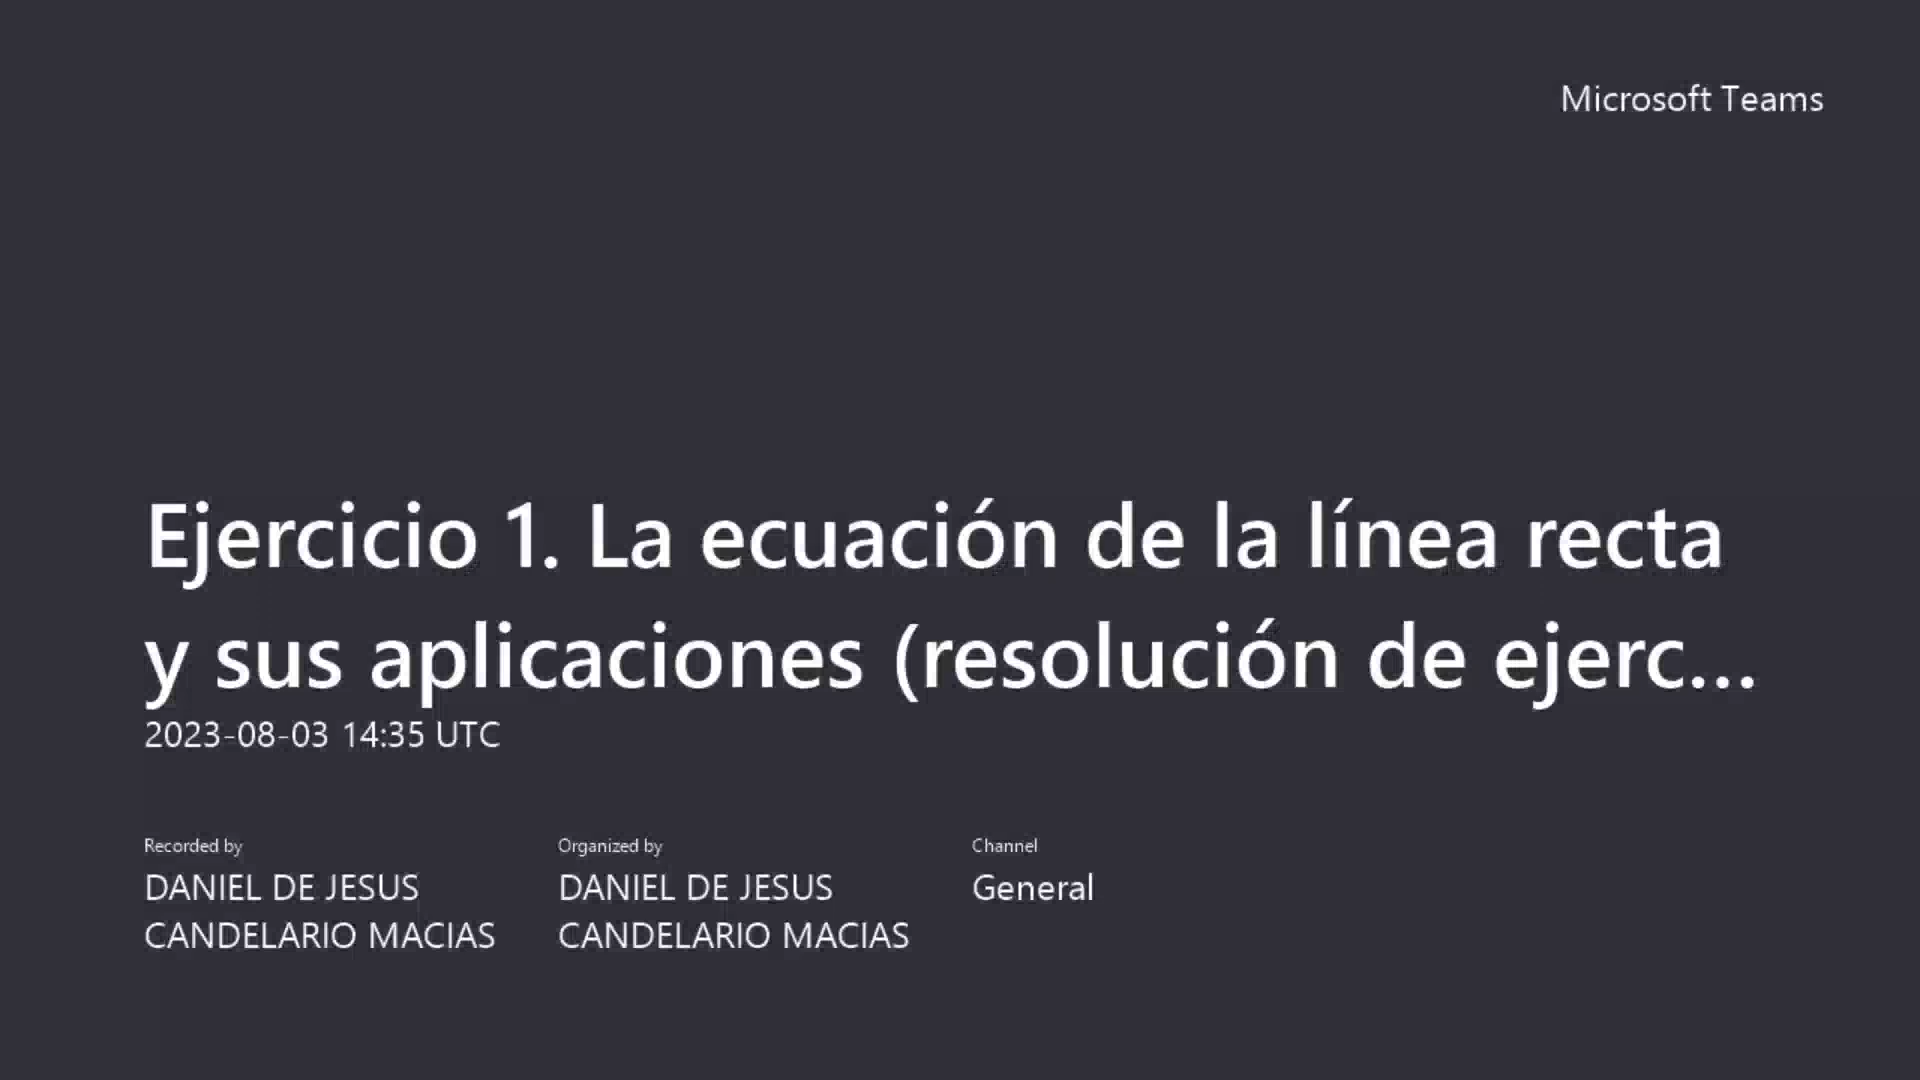 Microsoft Teams
Ejercicio 1. La ecuación de la línea recta
y sus aplicaciones (resolución de ejerc...
2023-08-03 14:35 UTC
Recorded by
DANIEL DE JESUS
CANDELARIO MACIAS
Organized by
DANIEL DE JESUS
CANDELARIO MACIAS
Channel
General